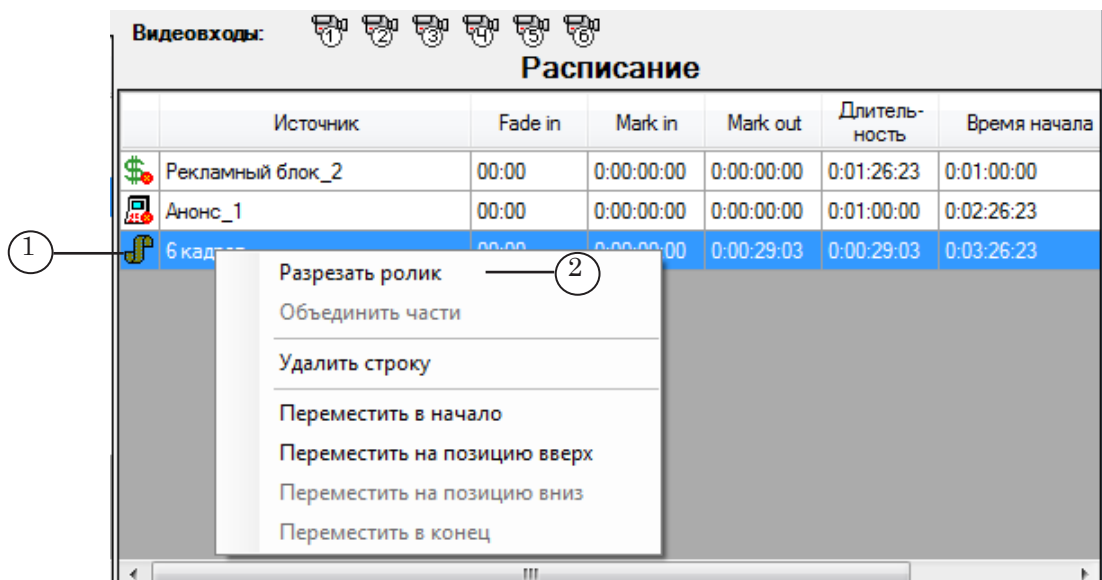 Видеовходы: 1 2 3 4 5 6
Расписание
Источник Fade in Mark in Mark out Длитель-ность Время начала
Рекламный блок_2 00:00 0:00:00:00 0:00:00:00 0:01:26:23 0:01:00:00
Анонс_1 00:00 0:00:00:00 0:00:00:00 0:01:00:00 0:02:26:23
1 6 0:00:29:03 0:00:29:03 0:03:26:23
Разрезать ролик 2
Объединить части
Удалить строку
Переместить в начало
Переместить на позицию вверх
Переместить на позицию вниз
Переместить в конец